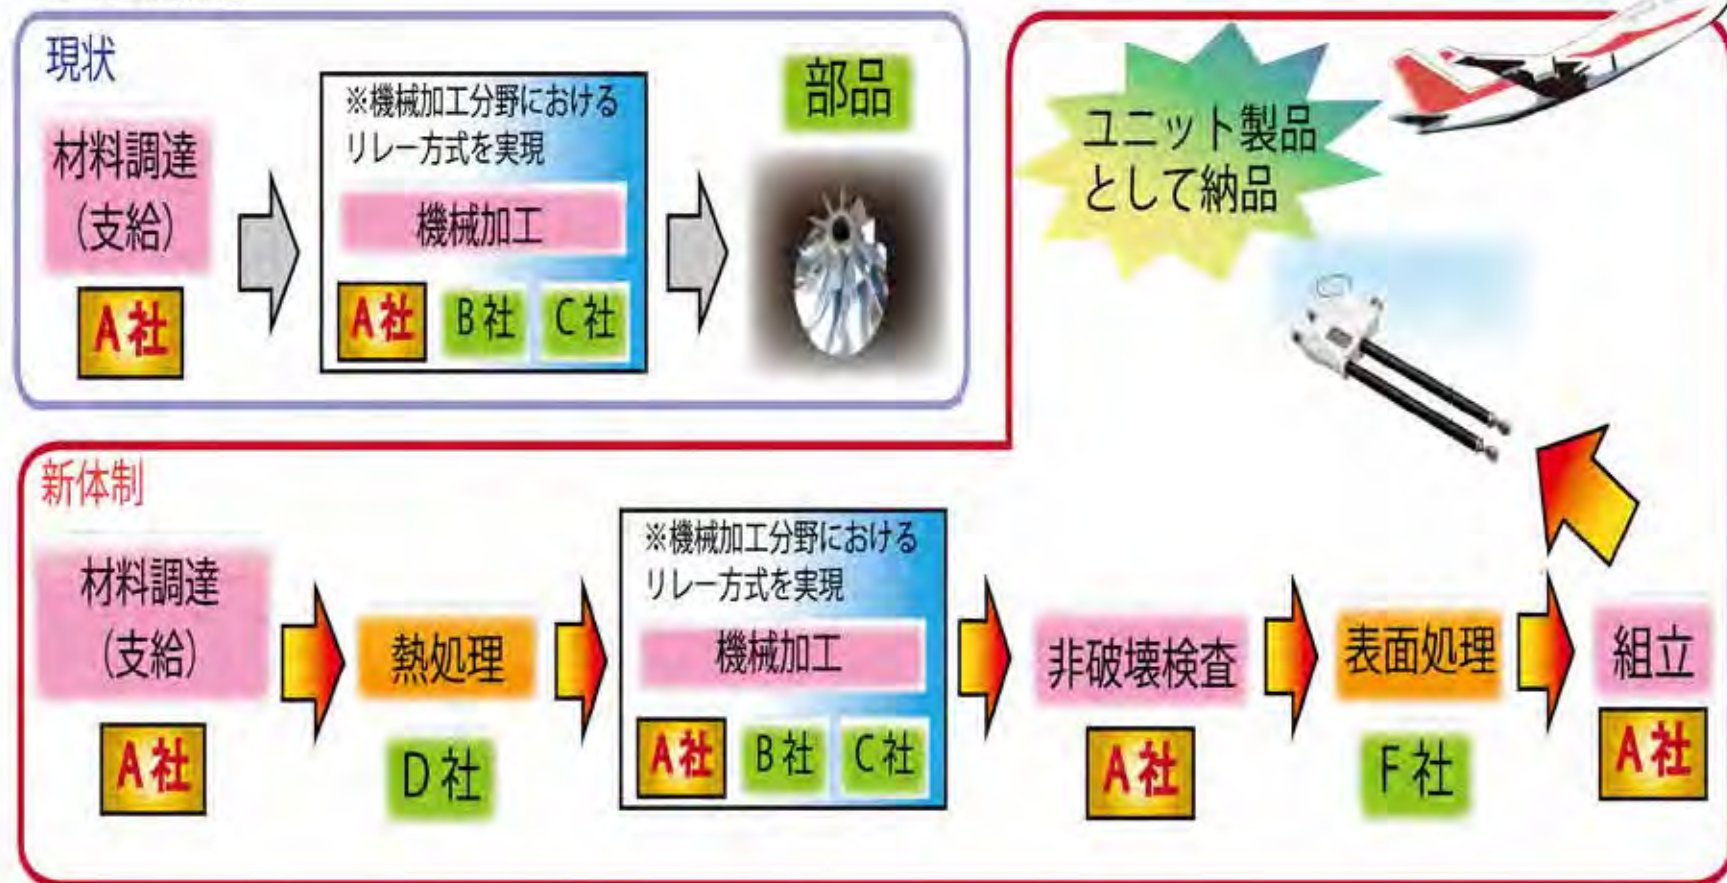 現状
材料調達
（支給）
A社
※機械加工分野における
リレー方式を実現
機械加工
A社 B社 C社
部品
ユニット製品
として納品
新体制
材料調達
（支給）
A社
熱処理
D社
※機械加工分野における
リレー方式を実現
機械加工
A社 B社 C社
非破壊検査
A社
表面処理
F社
組立
A社